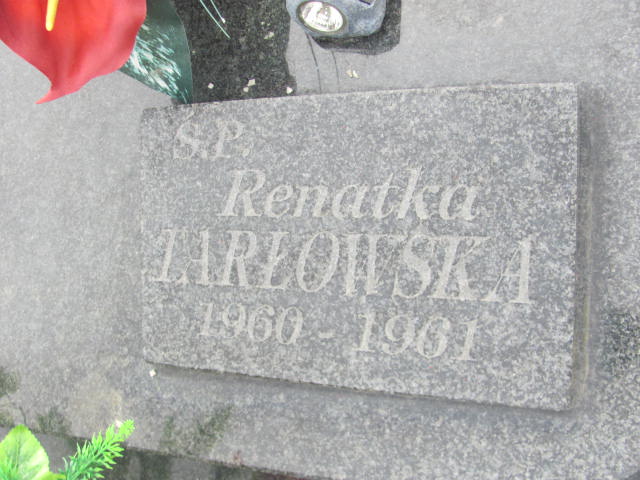 Ś.P.
Renatka
TARŁOWSKA
1960 - 1961